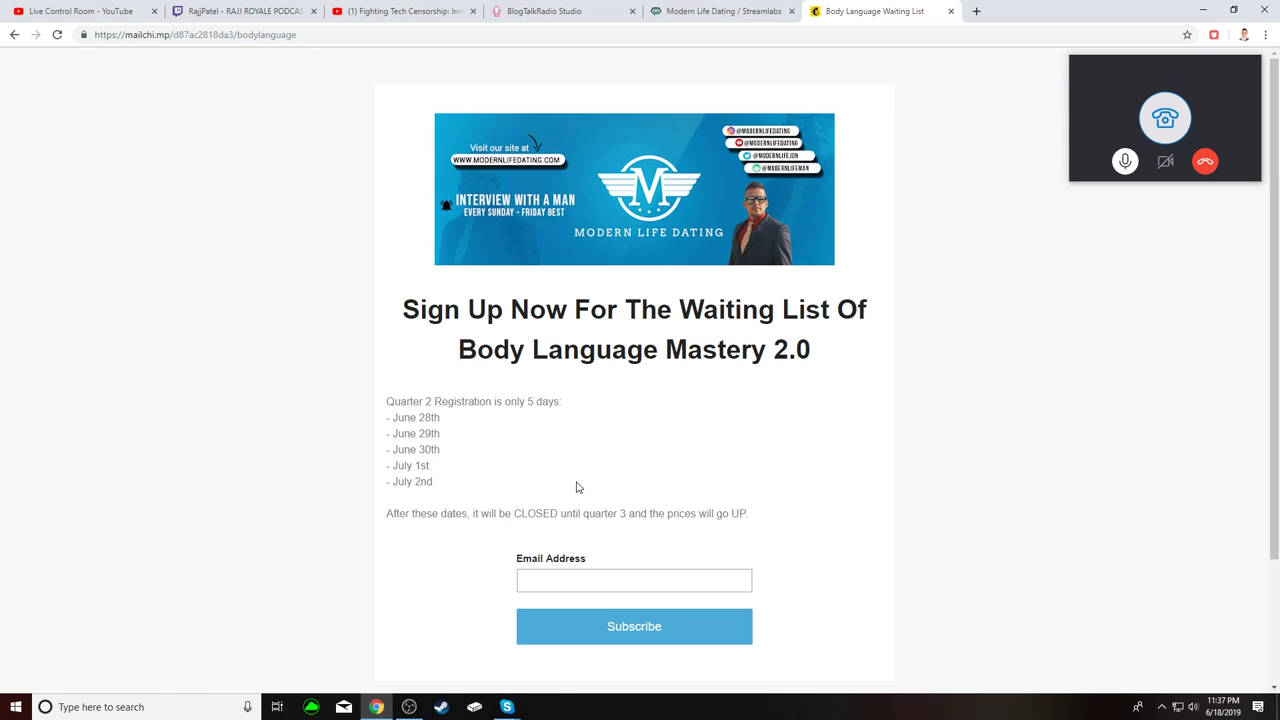 Live Control Room - YouTube
RajjPatel - RAJJ ROYALE PODCAS
(1) Fighting Tech Censorship: Inn
BlogTalkRadio Studio
Modern Life Dating / Streamlabs
Body Language Waiting List
https://mailchi.mp/d87ac2818da3/bodylanguage
Visit our site at
WWW.MODERNLIFEDATING.COM
INTERVIEW WITH A MAN
EVERY SUNDAY - FRIDAY 8EST
M
MODERN LIFE DATING
@MODERNLIFEDATING
@MODERNLIFEDATING
@MODERNLIFEJON
@MODERNLIFEMAN
Sign Up Now For The Waiting List Of
Body Language Mastery 2.0
Quarter 2 Registration is only 5 days:
- June 28th
- June 29th
- June 30th
- July 1st
- July 2nd
After these dates, it will be CLOSED until quarter 3 and the prices will go UP.
Email Address
Subscribe
Type here to search
11:37 PM
6/18/2019